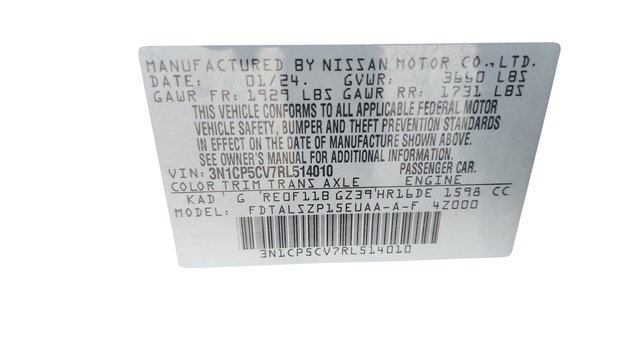 MANUFACTURED BY NISSAN MOTOR CO.,LTD.
DATE: 01/24. GVWR: 3660 LBS
GAWR FR: 1929 LBS GAWR RR: 1731 LBS
THIS VEHICLE CONFORMS TO ALL APPLICABLE FEDERAL MOTOR
VEHICLE SAFETY, BUMPER AND THEFT PREVENTION STANDARDS
IN EFFECT ON THE DATE OF MANUFACTURE SHOWN ABOVE.
SEE OWNER'S MANUAL FOR ADDITIONAL INFORMATION.
VIN: 3N1CP5CV7RL514010 PASSENGER CAR.
COLOR TRIM TRANS AXLE ENGINE
KAD G RE0F11B GZ39 HR16DE 1598 CC
MODEL: FDTALSZP15EUAA-A-F 4Z000
3N1CP5CV7RL514010